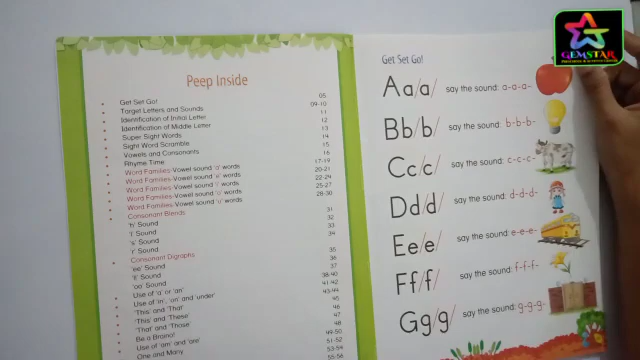 GEMSTAR
Peep Inside
Get Set Go! 05
Target Letters and Sounds 09-10
Identification of Initial Letter 11
Identification of Middle Letter 12
Super Sight Words 13
Sight Word Scramble 14
Vowels and Consonants 15
Rhyme Time 16
Word Families-Vowel sound 'a' words 17-19
Word Families-Vowel sound 'e' words 20-21
Word Families-Vowel sound 'i' words 22-24
Word Families-Vowel sound 'o' words 25-27
Word Families-Vowel sound 'u' words 28-30
Consonant Blends
'h' Sound 31
'l' Sound 32
's' Sound 33
'r' Sound 34
Consonant Digraphs
'ee' Sound 35
'll' Sound 36
'oo' Sound 37
Use of 'a' or 'an' 38-40
Use of 'in', 'on' and 'under' 41-42
'This' and 'That' 43-44
'This' and 'These' 45
'That' and 'Those' 46
Be a Braino! 47
Use of 'am' and 'are' 48
One and Many 49-50
51-52
53-54
55-56
Get Set Go!
Aa/a/ say the sound: a-a-a-
Bb/b/ say the sound: b-b-b-
Cc/c/ say the sound: c-c-c-
Dd/d/ say the sound: d-d-d-
Ee/e/ say the sound: e-e-e-
Ff/f/ say the sound: f-f-f-
Gg/g/ say the sound: g-g-g-